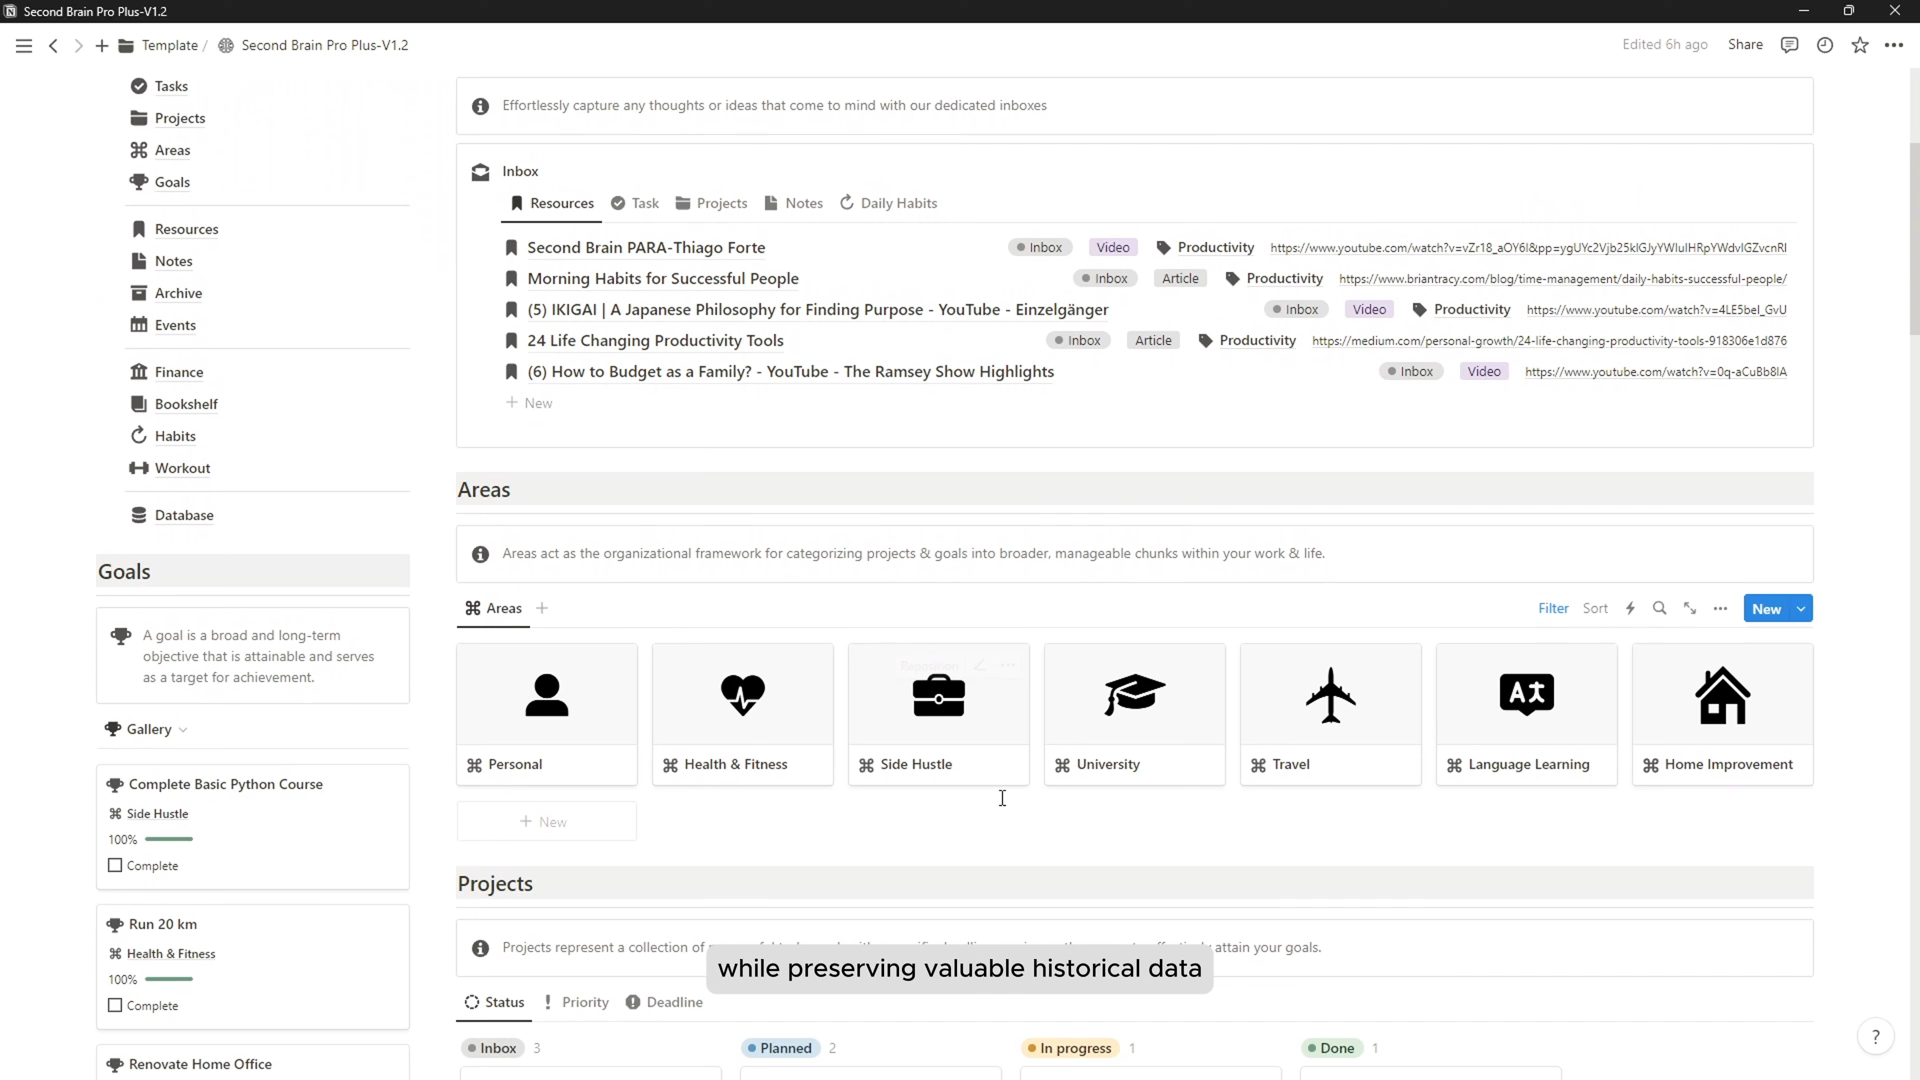 Second Brain Pro Plus-V1.2
Template / Second Brain Pro Plus-V1.2
Edited 6h ago Share
Tasks
Projects
Areas
Goals
Resources
Notes
Archive
Events
Finance
Bookshelf
Habits
Workout
Database
Goals
A goal is a broad and long-term
objective that is attainable and serves
as a target for achievement.
Gallery
Complete Basic Python Course
Side Hustle
100%
Complete
Run 20 km
Health & Fitness
100%
Complete
Renovate Home Office
Effortlessly capture any thoughts or ideas that come to mind with our dedicated inboxes
Inbox
Resources Task Projects Notes Daily Habits
Second Brain PARA-Thiago Forte Inbox Video Productivity
Morning Habits for Successful People Inbox Article Productivity https://www.briantracy.com/blog/time-management/daily-habits-successful-people/
(5) IKIGAI | A Japanese Philosophy for Finding Purpose - YouTube - Einzelgänger Inbox Video Productivity https://www.youtube.com/watch?v=4LE5bel_GvU
24 Life Changing Productivity Tools Inbox Article Productivity https://medium.com/personal-growth/24-life-changing-productivity-tools-918306e1d876
(6) How to Budget as a Family? - YouTube - The Ramsey Show Highlights Inbox Video https://www.youtube.com/watch?v=0q-aCuBb8lA
+ New
Areas
Areas act as the organizational framework for categorizing projects & goals into broader, manageable chunks within your work & life.
Areas + Filter Sort New
Reposition
Personal Health & Fitness Side Hustle University Travel Language Learning Home Improvement
+ New
Projects
Projects represent a collection of attain your goals.
while preserving valuable historical data
Status Priority Deadline
Inbox 3 Planned 2 In progress 1 Done 1
?